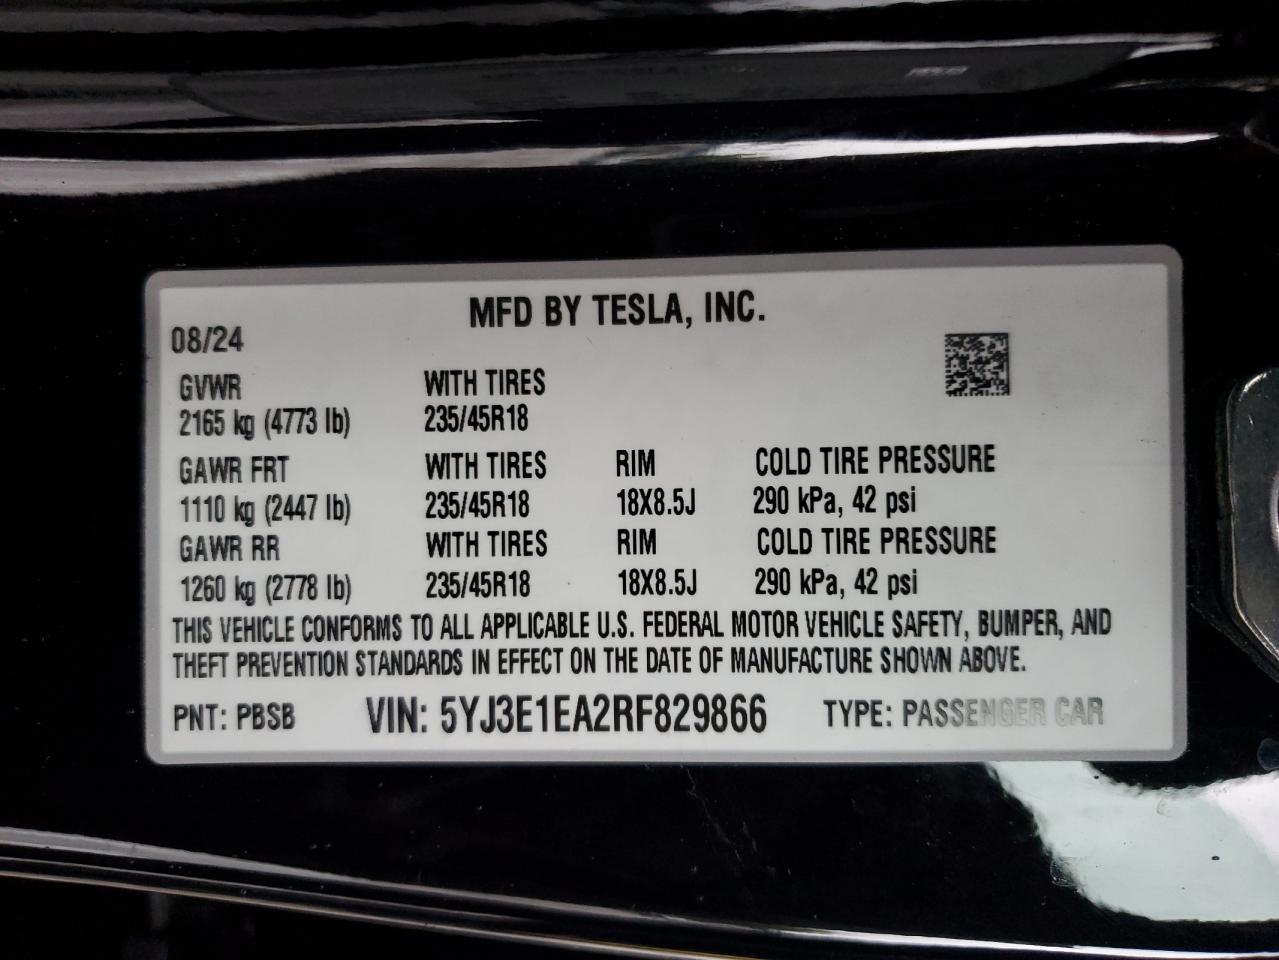 MFD BY TESLA, INC.
08/24
GVWR WITH TIRES
2165 kg (4773 lb) 235/45R18
GAWR FRT WITH TIRES RIM COLD TIRE PRESSURE
1110 kg (2447 lb) 235/45R18 18X8.5J 290 kPa, 42 psi
GAWR RR WITH TIRES RIM COLD TIRE PRESSURE
1260 kg (2778 lb) 235/45R18 18X8.5J 290 kPa, 42 psi
THIS VEHICLE CONFORMS TO ALL APPLICABLE U.S. FEDERAL MOTOR VEHICLE SAFETY, BUMPER, AND
THEFT PREVENTION STANDARDS IN EFFECT ON THE DATE OF MANUFACTURE SHOWN ABOVE.
PNT: PBSB VIN: 5YJ3E1EA2RF829866 TYPE: PASSENGER CAR